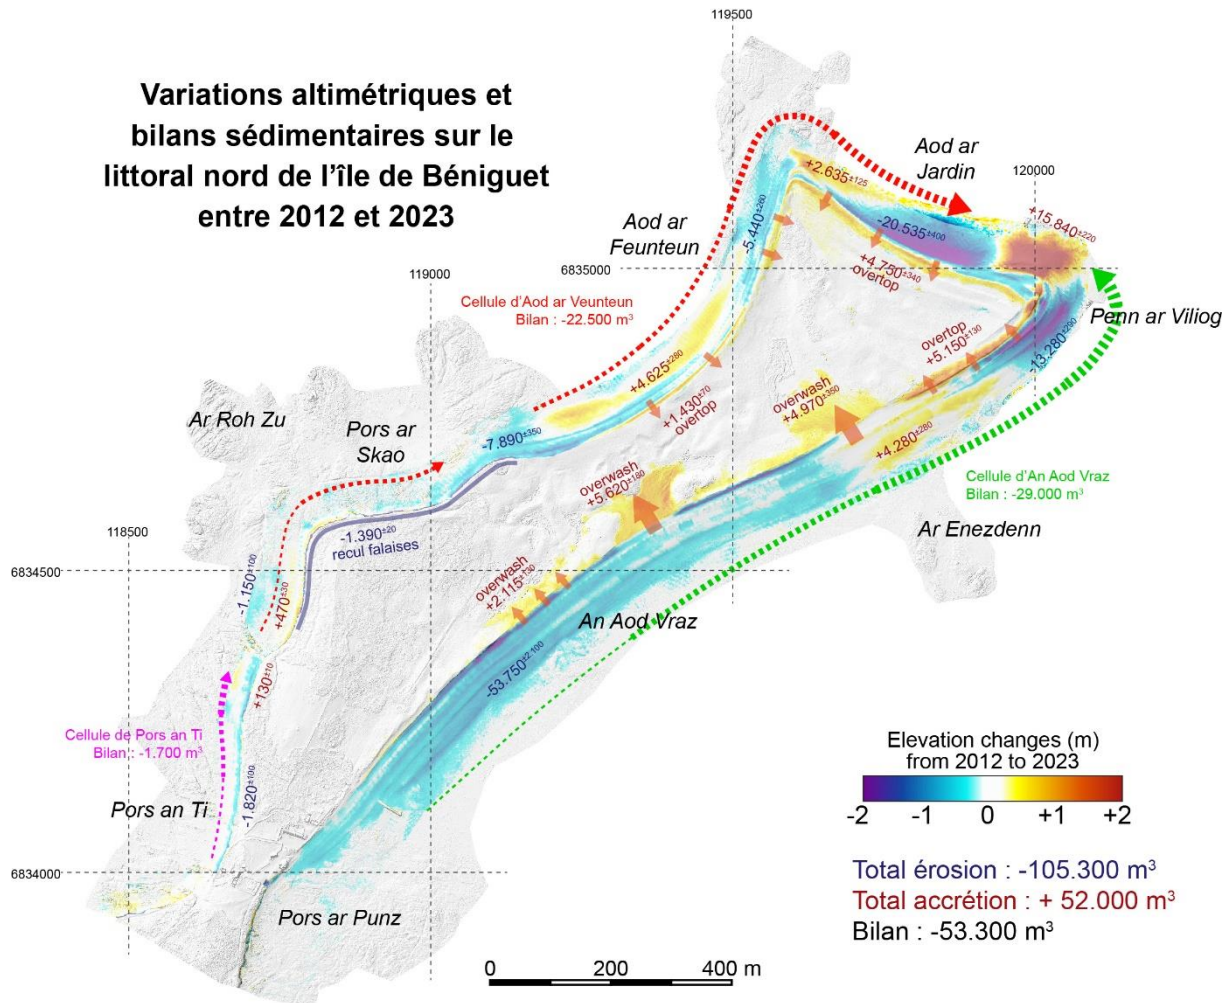 119500
Variations altimétriques et
bilans sédimentaires sur le
littoral nord de l'île de Béniguet
entre 2012 et 2023
Aod ar
Jardin
120000
+2.635±125
+15.840±220
-20.535±400
-5.440±260
Aod ar
Feunteun
119000
6835000
+4.750±340
overtop
Cellule d'Aod ar Veunteun
Bilan : -22.500 m³
Penn ar Viliog
overtop
+5.150±130
-13.280±290
+4.625±280
+1.430±70
overtop
overwash
+4.970±350
Ar Roh Zu
Pors ar
Skao
-7.890±350
+4.280±280
overwash
+5.620±180
Cellule d'An Aod Vraz
Bilan : -29.000 m³
118500
-1.390±20
recul falaises
Ar Enezdenn
6834500
-1.150±100
+470±30
overwash
+2.115±130
An Aod Vraz
-53.750±2.100
+130±10
Cellule de Pors an Ti
Bilan : -1.700 m³
Pors an Ti
-1.820±100
Elevation changes (m)
from 2012 to 2023
-2 -1 0 +1 +2
6834000
Pors ar Punz
Total érosion : -105.300 m³
Total accrétion : + 52.000 m³
Bilan : -53.300 m³
0 200 400 m